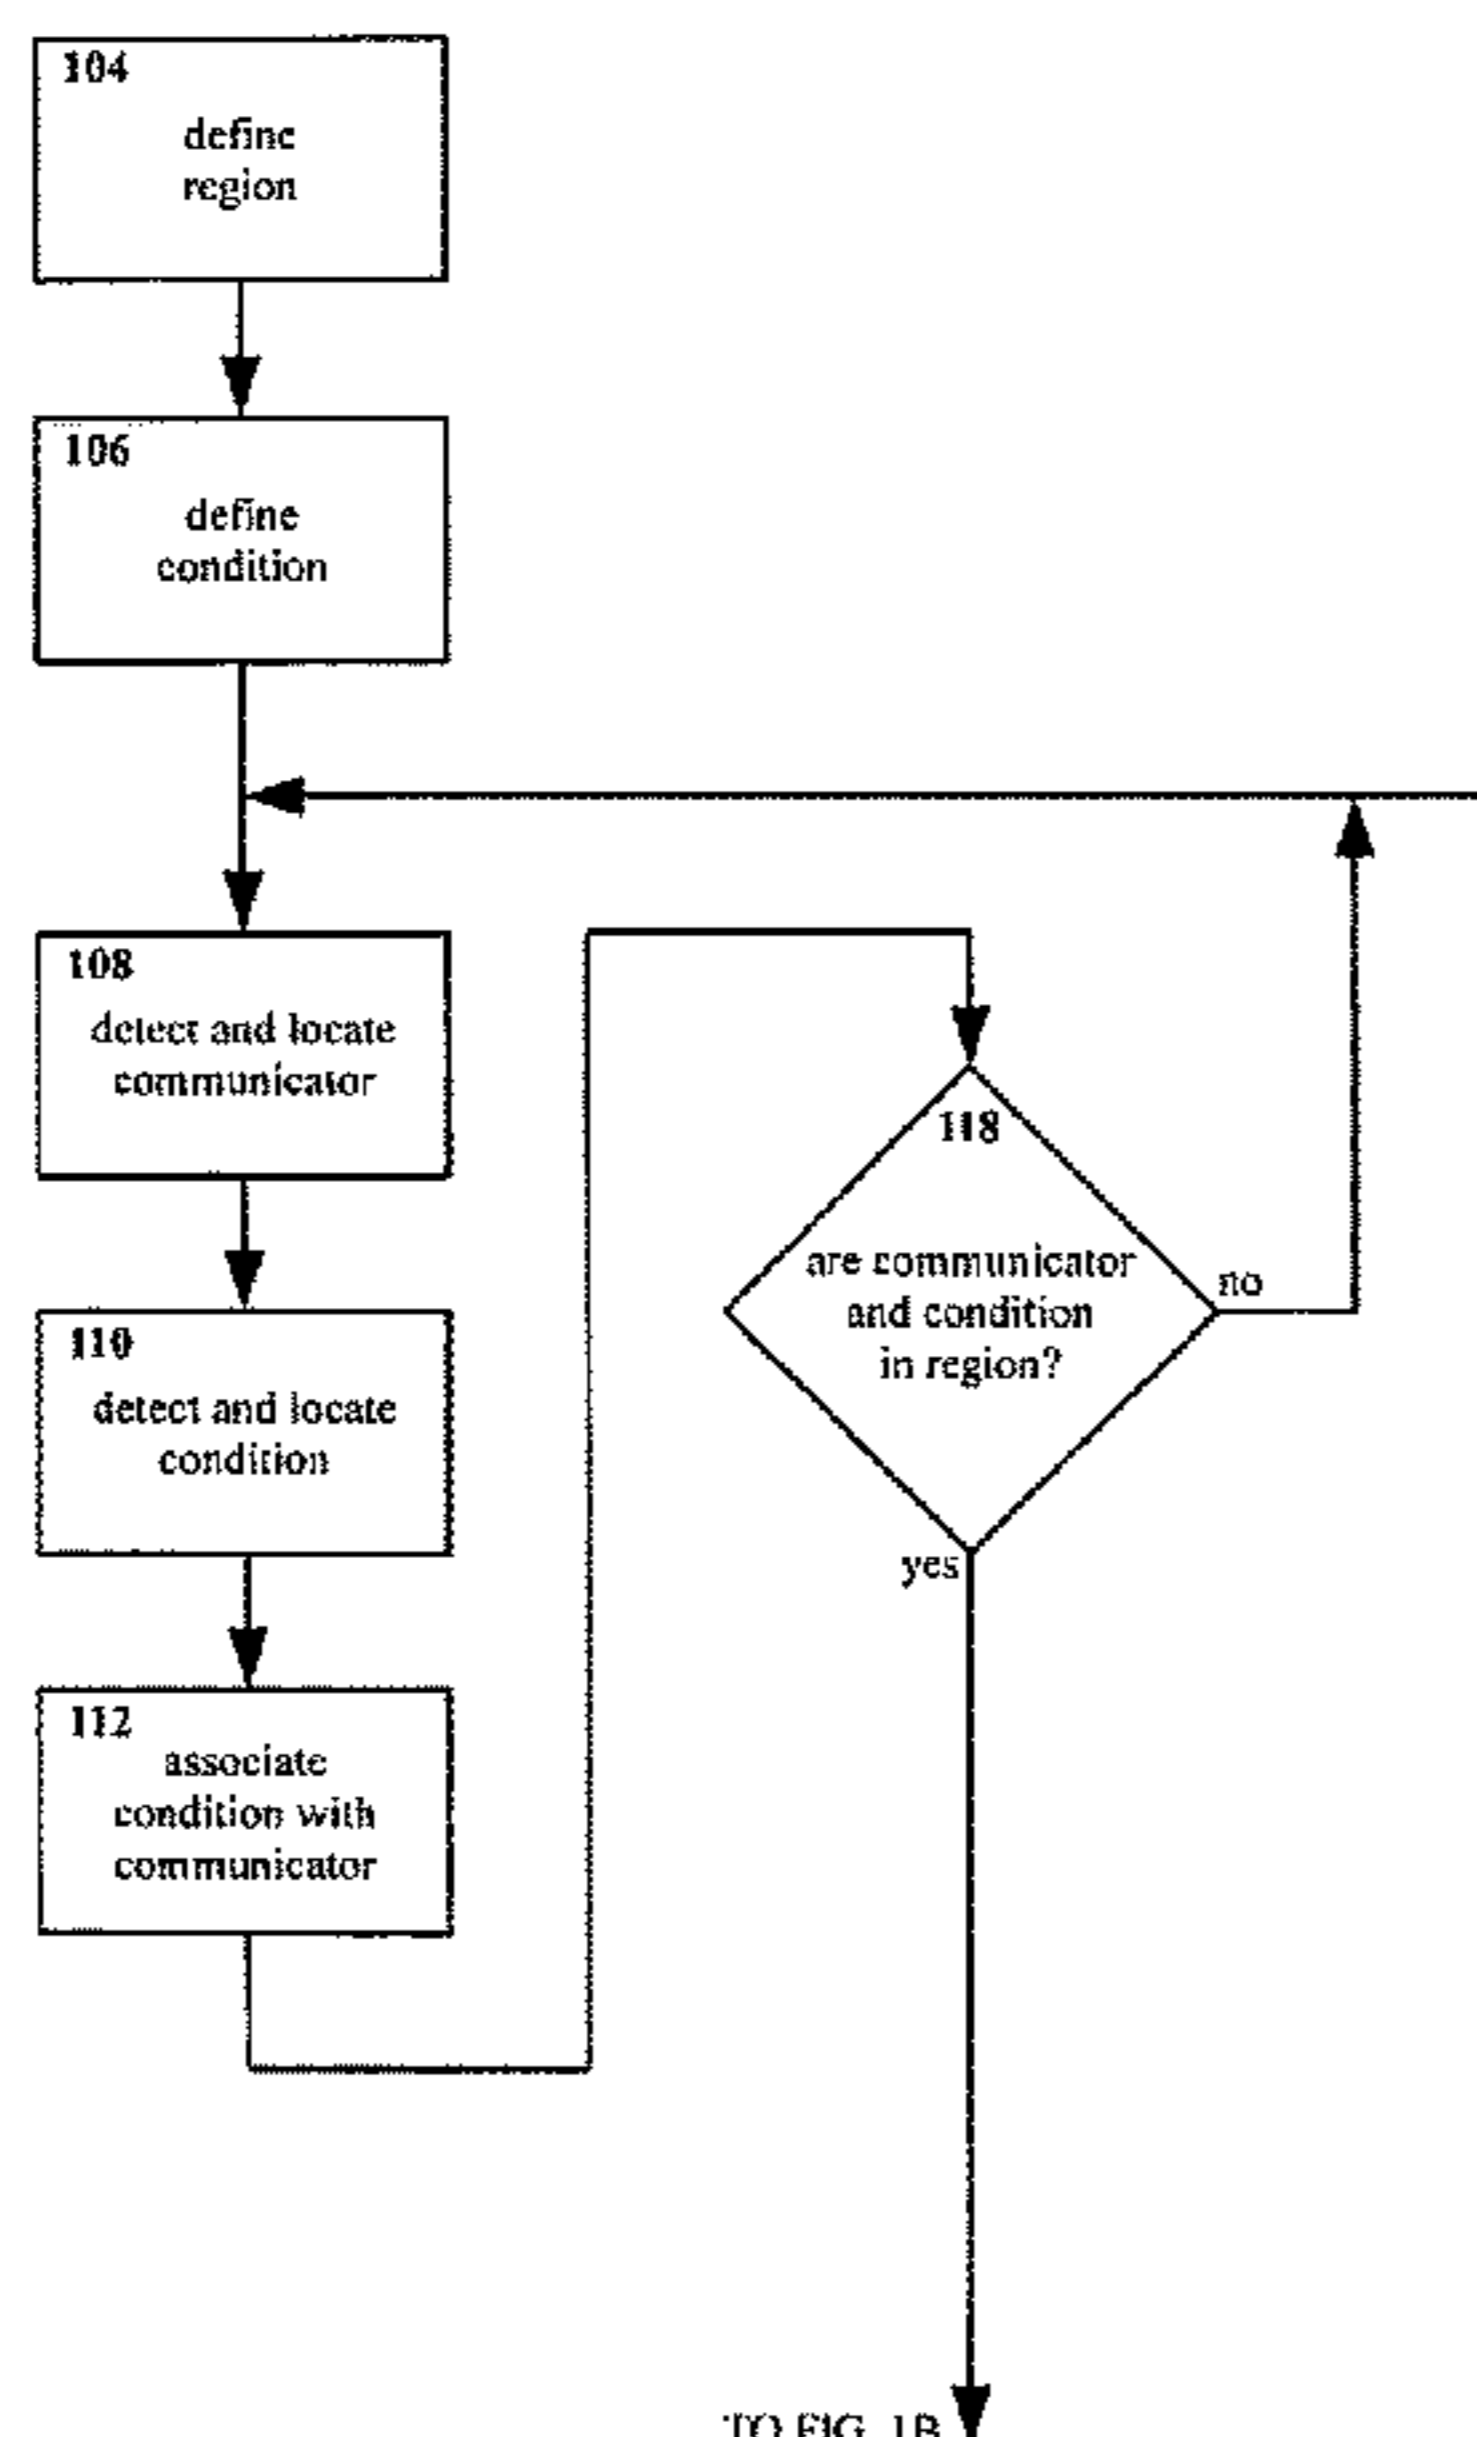 104
define
region
106
define
condition
108
detect and locate
communicator
110
detect and locate
condition
112
associate
condition with
communicator
118
are communicator
and condition
in region?
no
yes
TO FIG. 1B